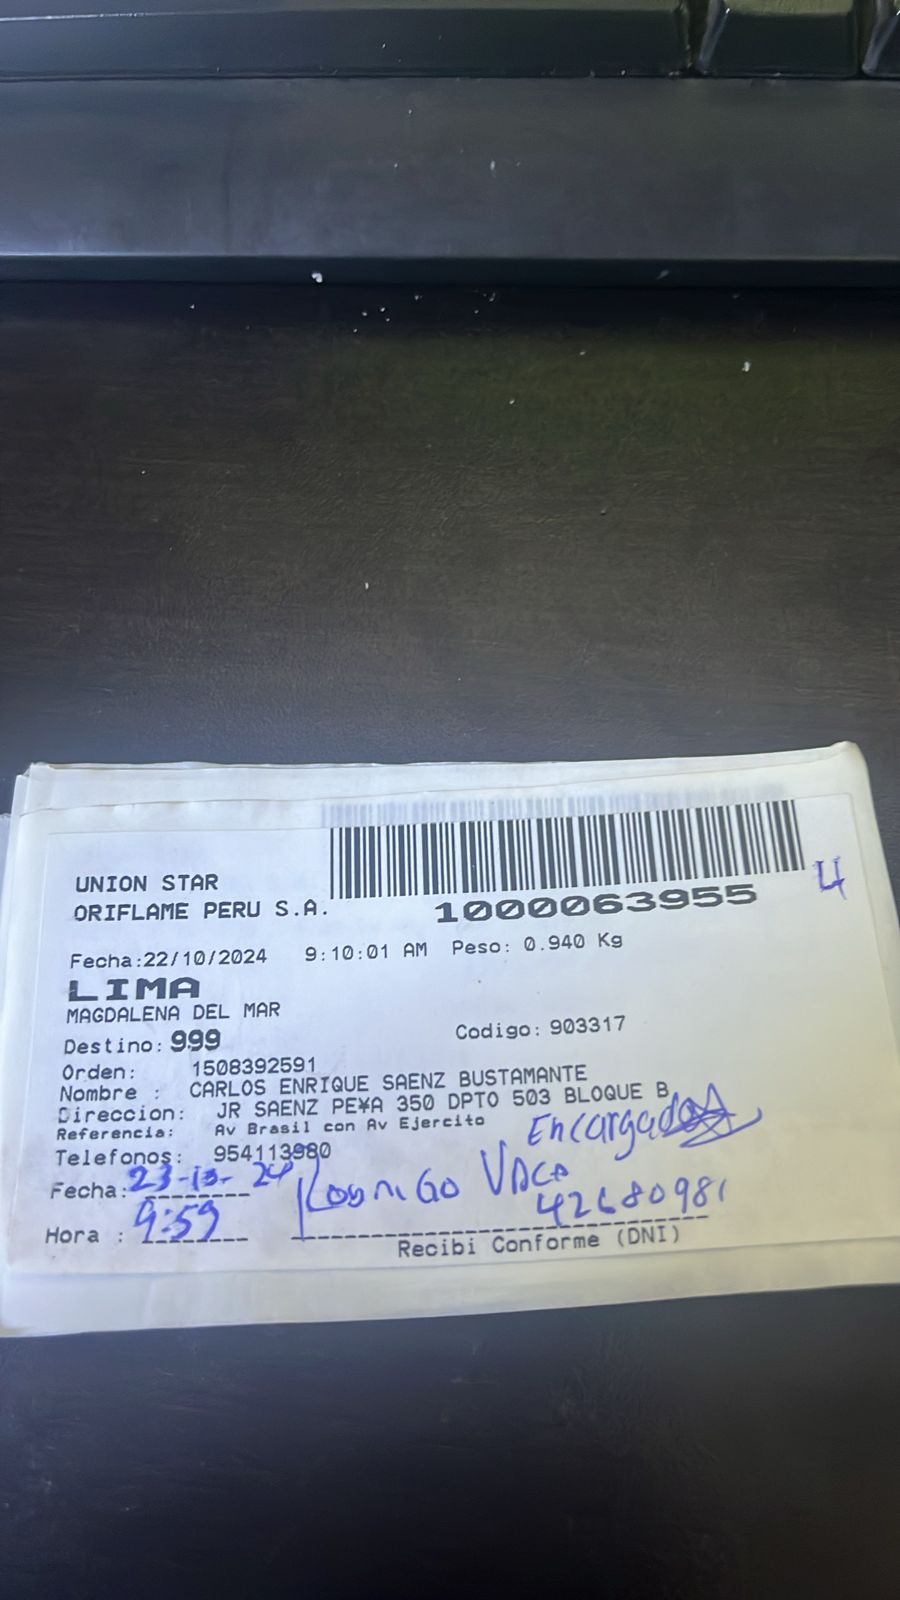 UNION STAR
ORIFLAME PERU S.A.
1000063955
4
Fecha:22/10/2024 9:10:01 AM Peso: 0.940 Kg
LIMA
MAGDALENA DEL MAR
Destino: 999 Codigo: 903317
Orden: 1508392591
Nombre : CARLOS ENRIQUE SAENZ BUSTAMANTE
Direccion: JR SAENZ PE¥A 350 DPTO 503 BLOQUE B
Referencia: Av Brasil con Av Ejercito
Encargado
Telefonos: 954113980
Fecha: 23-10-24 Rodrigo Vaca
42680981
Hora : 9:59
Recibi Conforme (DNI)